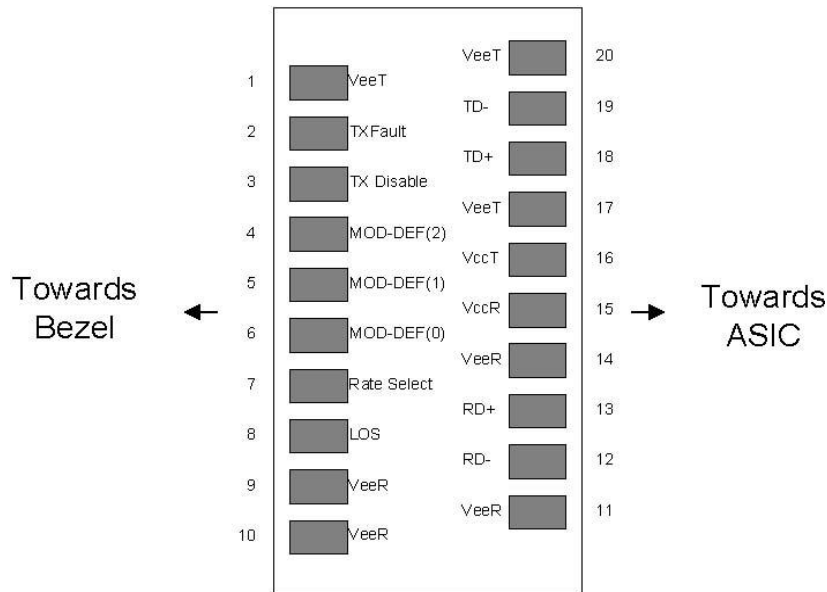 1 VeeT
2 TXFault
3 TX Disable
4 MOD-DEF(2)
5 MOD-DEF(1)
6 MOD-DEF(0)
7 Rate Select
8 LOS
9 VeeR
10 VeeR
VeeT 20
TD- 19
TD+ 18
VeeT 17
VccT 16
VccR 15
VeeR 14
RD+ 13
RD- 12
VeeR 11
Towards
Bezel
Towards
ASIC